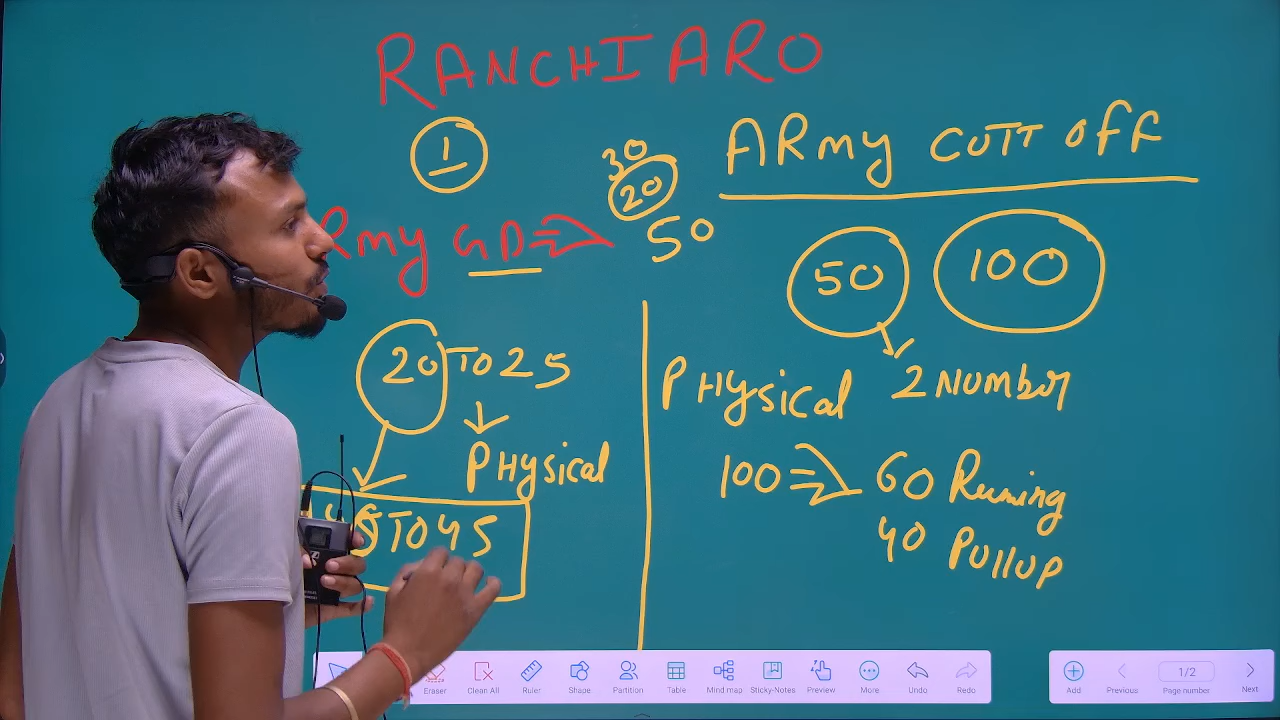 RANCHI ARO
1
ARmy CUTT OFF
30
20
50
Rmy GD
50
100
20 TO 25
PHysical
TO 45
PHysical
2 NUmber
100
60 Running
40 Pullup
Eraser
Clean All
Ruler
Shape
Partition
Table
Mind map
Sticky-Notes
Preview
More
Undo
Redo
Add
Previous
1/2
Page number
Next